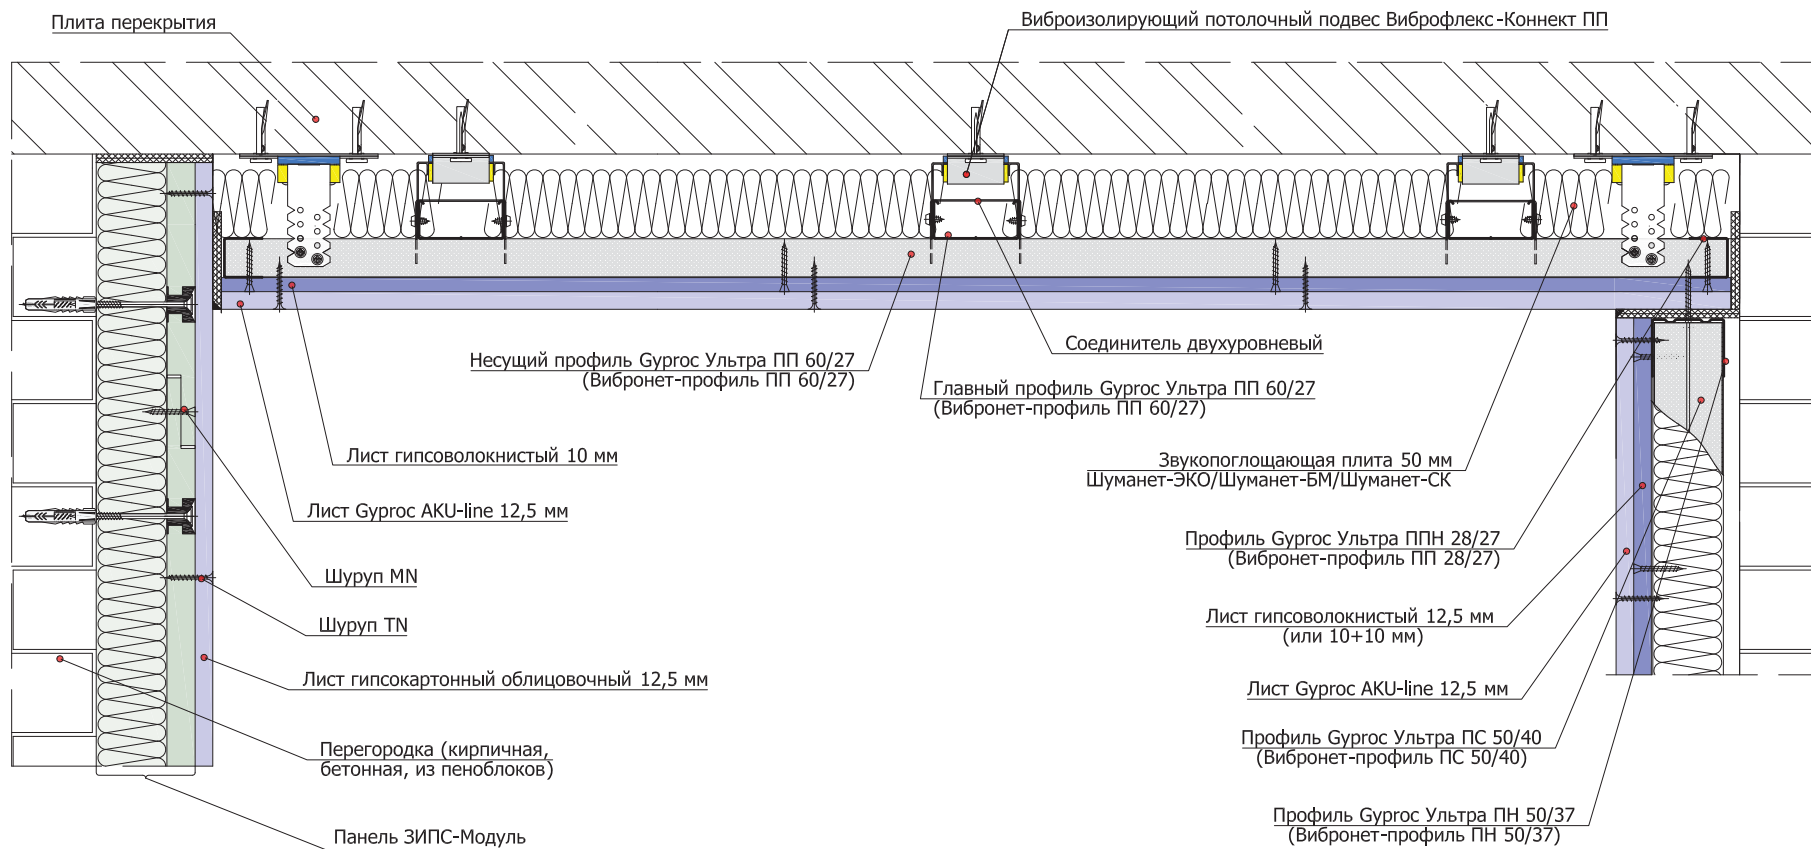 Плита перекрытия
Виброизолирующий потолочный подвес Виброфлекс-Коннект ПП
Несущий профиль Gyproc Ультра ПП 60/27
(Вибронет-профиль ПП 60/27)
Соединитель двухуровневый
Главный профиль Gyproc Ультра ПП 60/27
(Вибронет-профиль ПП 60/27)
Лист гипсоволокнистый 10 мм
Звукопоглощающая плита 50 мм
Шуманет-ЭКО/Шуманет-БМ/Шуманет-СК
Лист Gyproc AKU-line 12,5 мм
Профиль Gyproc Ультра ППН 28/27
(Вибронет-профиль ПП 28/27)
Шуруп MN
Шуруп TN
Лист гипсоволокнистый 12,5 мм
(или 10+10 мм)
Лист гипсокартонный облицовочный 12,5 мм
Лист Gyproc AKU-line 12,5 мм
Перегородка (кирпичная,
бетонная, из пеноблоков)
Профиль Gyproc Ультра ПС 50/40
(Вибронет-профиль ПС 50/40)
Панель ЗИПС-Модуль
Профиль Gyproc Ультра ПН 50/37
(Вибронет-профиль ПН 50/37)